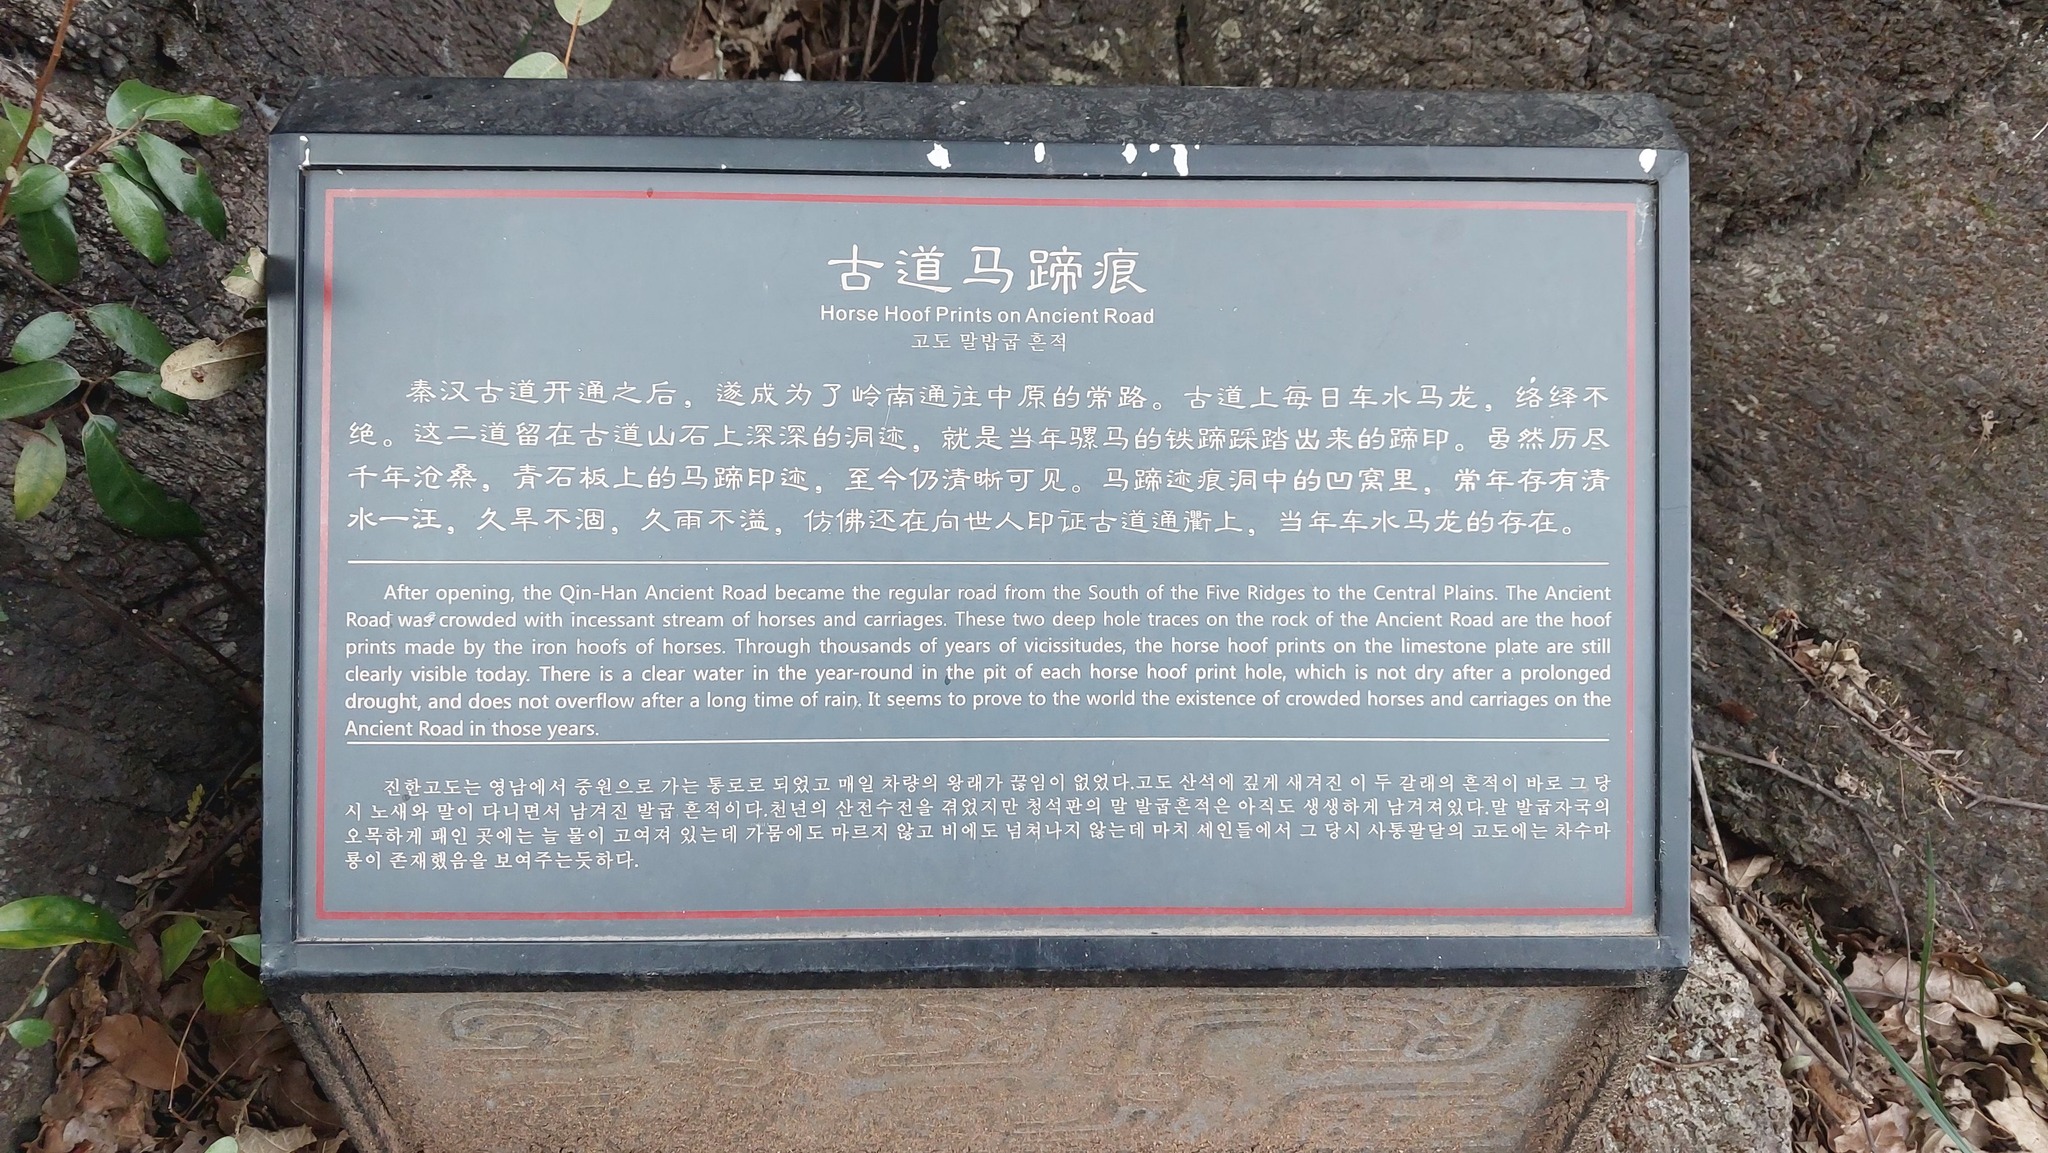 古道马蹄痕
Horse Hoof Prints on Ancient Road
고도 말밥굽 흔적
秦汉古道开通之后，遂成为了岭南通往中原的常路。古道上每日车水马龙，络绎不
绝。这二道留在古道山石上深深的洞迹，就是当年骡马的铁蹄踩踏出来的蹄印。虽然历尽
千年沧桑，青石板上的马蹄印迹，至今仍清晰可见。马蹄迹痕洞中的凹窝里，常年存有清
水一汪，久旱不涸，久雨不溢，仿佛还在向世人印证古道通衢上，当年车水马龙的存在。
After opening, the Qin-Han Ancient Road became the regular road from the South of the Five Ridges to the Central Plains. The Ancient
Road was crowded with incessant stream of horses and carriages. These two deep hole traces on the rock of the Ancient Road are the hoof
prints made by the iron hoofs of horses. Through thousands of years of vicissitudes, the horse hoof prints on the limestone plate are still
clearly visible today. There is a clear water in the year-round in the pit of each horse hoof print hole, which is not dry after a prolonged
drought, and does not overflow after a long time of rain. It seems to prove to the world the existence of crowded horses and carriages on the
Ancient Road in those years.
진한고도는 영남에서 중원으로 가는 통로로 되었고 매일 차량의 왕래가 끊임이 없었다.고도 산석에 깊게 새겨진 이 두 갈래의 흔적이 바로 그 당
시 노새와 말이 다니면서 남겨진 발굽 흔적이다.천년의 산전수전을 겪었지만 청석판의 말 발굽흔적은 아직도 생생하게 남겨져있다.말 발굽자국의
오목하게 패인 곳에는 늘 물이 고여져 있는데 가뭄에도 마르지 않고 비에도 넘쳐나지 않는데 마치 세인들에서 그 당시 사통팔달의 고도에는 차수마
룡이 존재했음을 보여주는듯하다.